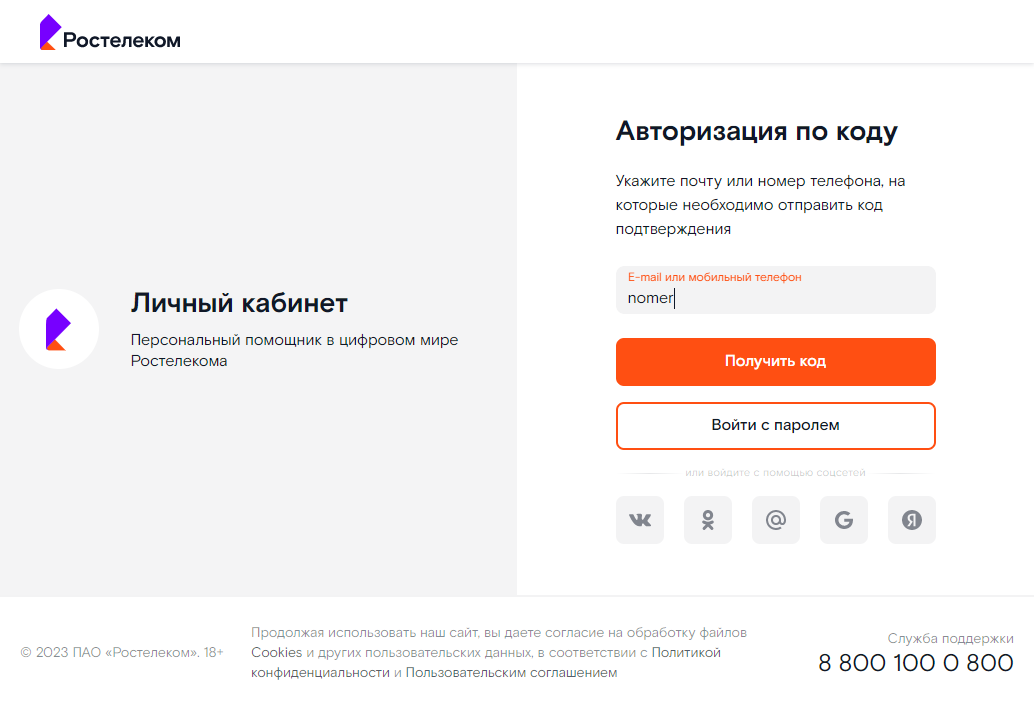 Ростелеком
Авторизация по коду
Укажите почту или номер телефона, на
которые необходимо отправить код
подтверждения
E-mail или мобильный телефон
nomer
Получить код
Войти с паролем
или войдите с помощью соцсетей
Личный кабинет
Персональный помощник в цифровом мире
Ростелекома
© 2023 ПАО «Ростелеком». 18+
Продолжая использовать наш сайт, вы даете согласие на обработку файлов
Cookies и других пользовательских данных, в соответствии с Политикой
конфиденциальности и Пользовательским соглашением
Служба поддержки
8 800 100 0 800